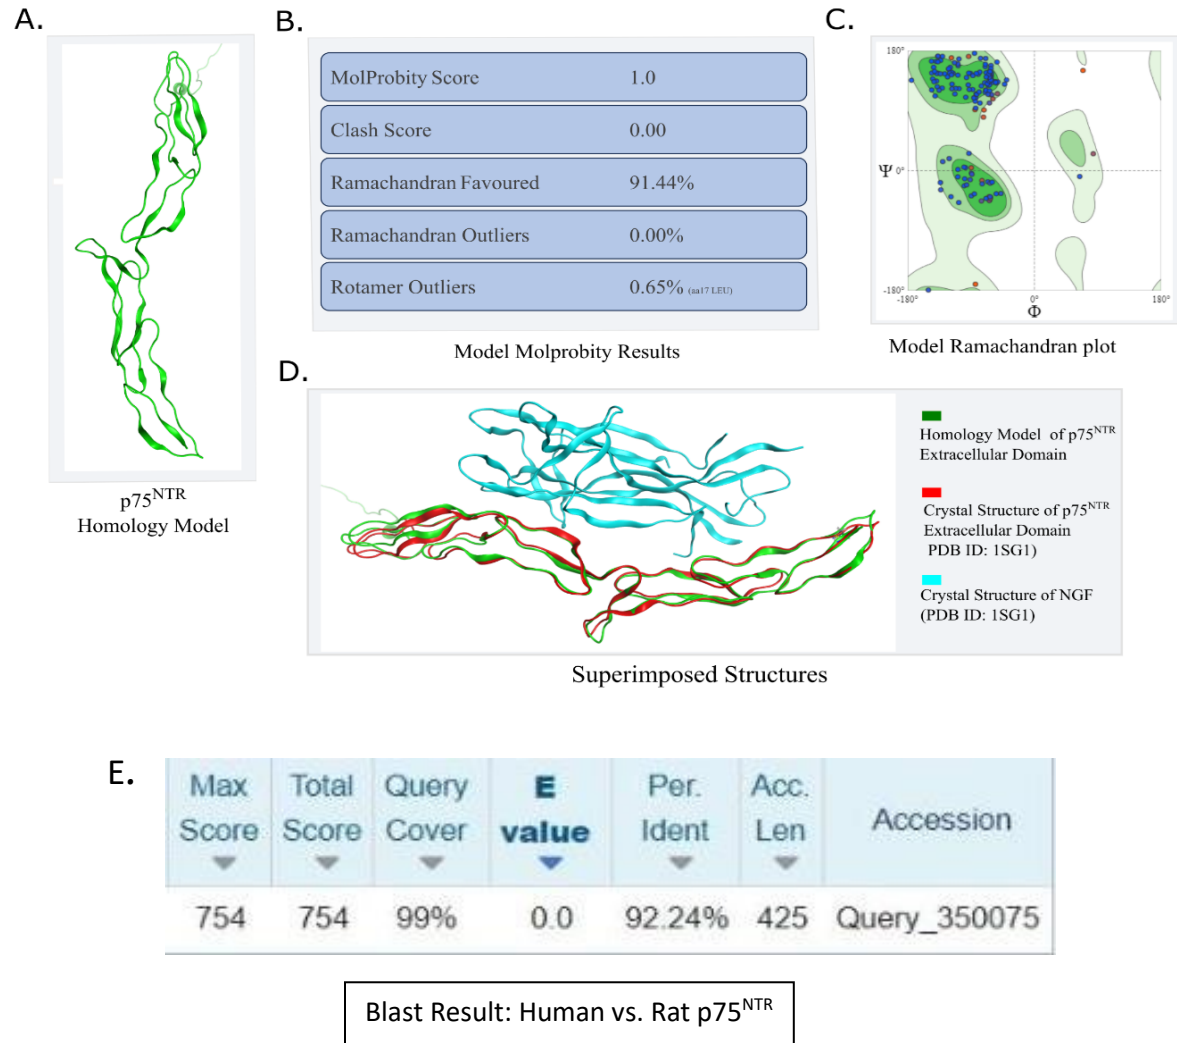 A.
p75NTR
Homology Model
B.
MolProbity Score 1.0
Clash Score 0.00
Ramachandran Favoured 91.44%
Ramachandran Outliers 0.00%
Rotamer Outliers 0.65% (aa17 LEU)
Model Molprobity Results
C.
180°
Ψ 0°
-180°
-180° 0° 180°
Φ
Model Ramachandran plot
D.
Homology Model of p75NTR
Extracellular Domain
Crystal Structure of p75NTR
Extracellular Domain
PDB ID: 1SG1)
Crystal Structure of NGF
(PDB ID: 1SG1)
Superimposed Structures
E.
Max Score Total Score Query Cover E value Per. Ident Acc. Len Accession
754 754 99% 0.0 92.24% 425 Query_350075
Blast Result: Human vs. Rat p75NTR